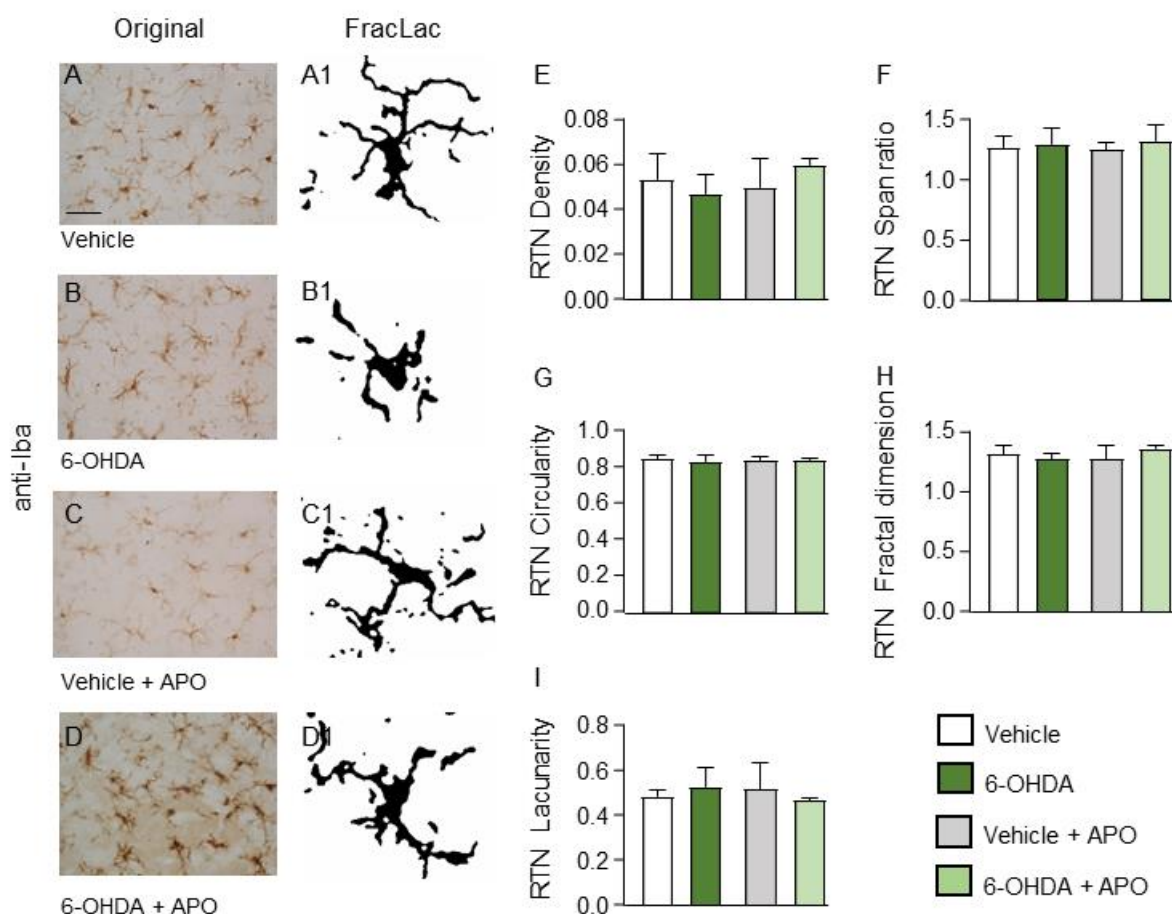 Original
FracLac
anti-Iba
A
Vehicle
A1
B
6-OHDA
B1
C
Vehicle + APO
C1
D
6-OHDA + APO
D1
E
RTN Density
0.08
0.06
0.04
0.02
0.00
F
RTN Span ratio
1.5
1.0
0.5
0.0
G
RTN Circularity
1.0
0.8
0.6
0.4
0.2
0.0
H
RTN Fractal dimension
1.5
1.0
0.5
0.0
I
RTN Lacunarity
0.8
0.6
0.4
0.2
0.0
Vehicle
6-OHDA
Vehicle + APO
6-OHDA + APO